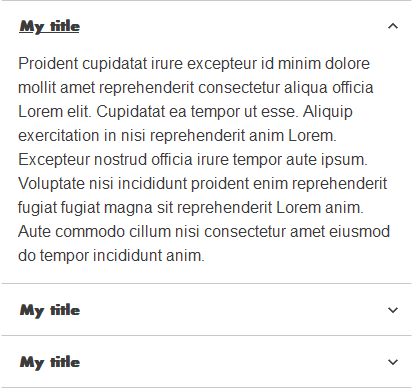 My title
Proident cupidatat irure excepteur id minim dolore
mollit amet reprehenderit consectetur aliqua officia
Lorem elit. Cupidatat ea tempor ut esse. Aliquip
exercitation in nisi reprehenderit anim Lorem.
Excepteur nostrud officia irure tempor aute ipsum.
Voluptate nisi incididunt proident enim reprehenderit
fugiat fugiat magna sit reprehenderit Lorem anim.
Aute commodo cillum nisi consectetur amet eiusmod
do tempor incididunt anim.
My title
My title